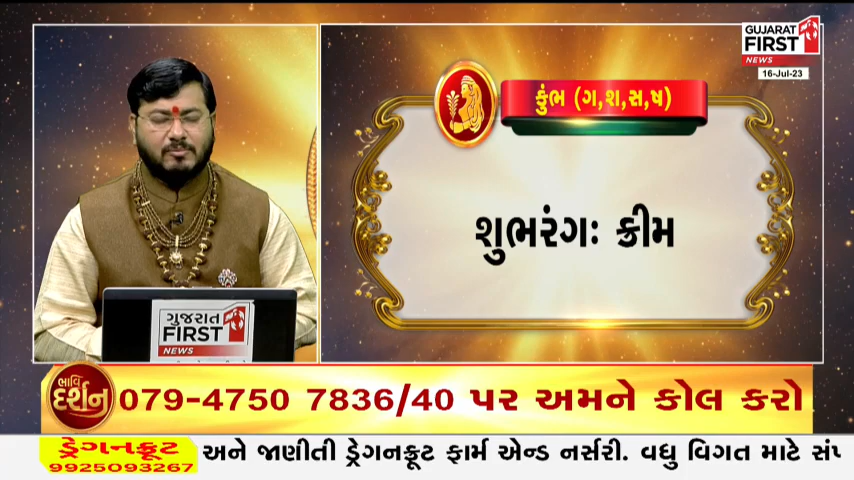 GUJARAT
FIRST
NEWS
16-Jul-23
કુંભ (ગ,શ,સ,ષ)
શુભરંગઃ ક્રીમ
ગુજરાત
FIRST
NEWS
ભાવિ
દર્શન
079-4750 7836/40 પર અમને કોલ કરો
ડ્રેગનફ્રૂટ
9925093267
અને જાણીતી ડ્રેગનફ્રૂટ ફાર્મ એન્ડ નર્સરી. વધુ વિગત માટે